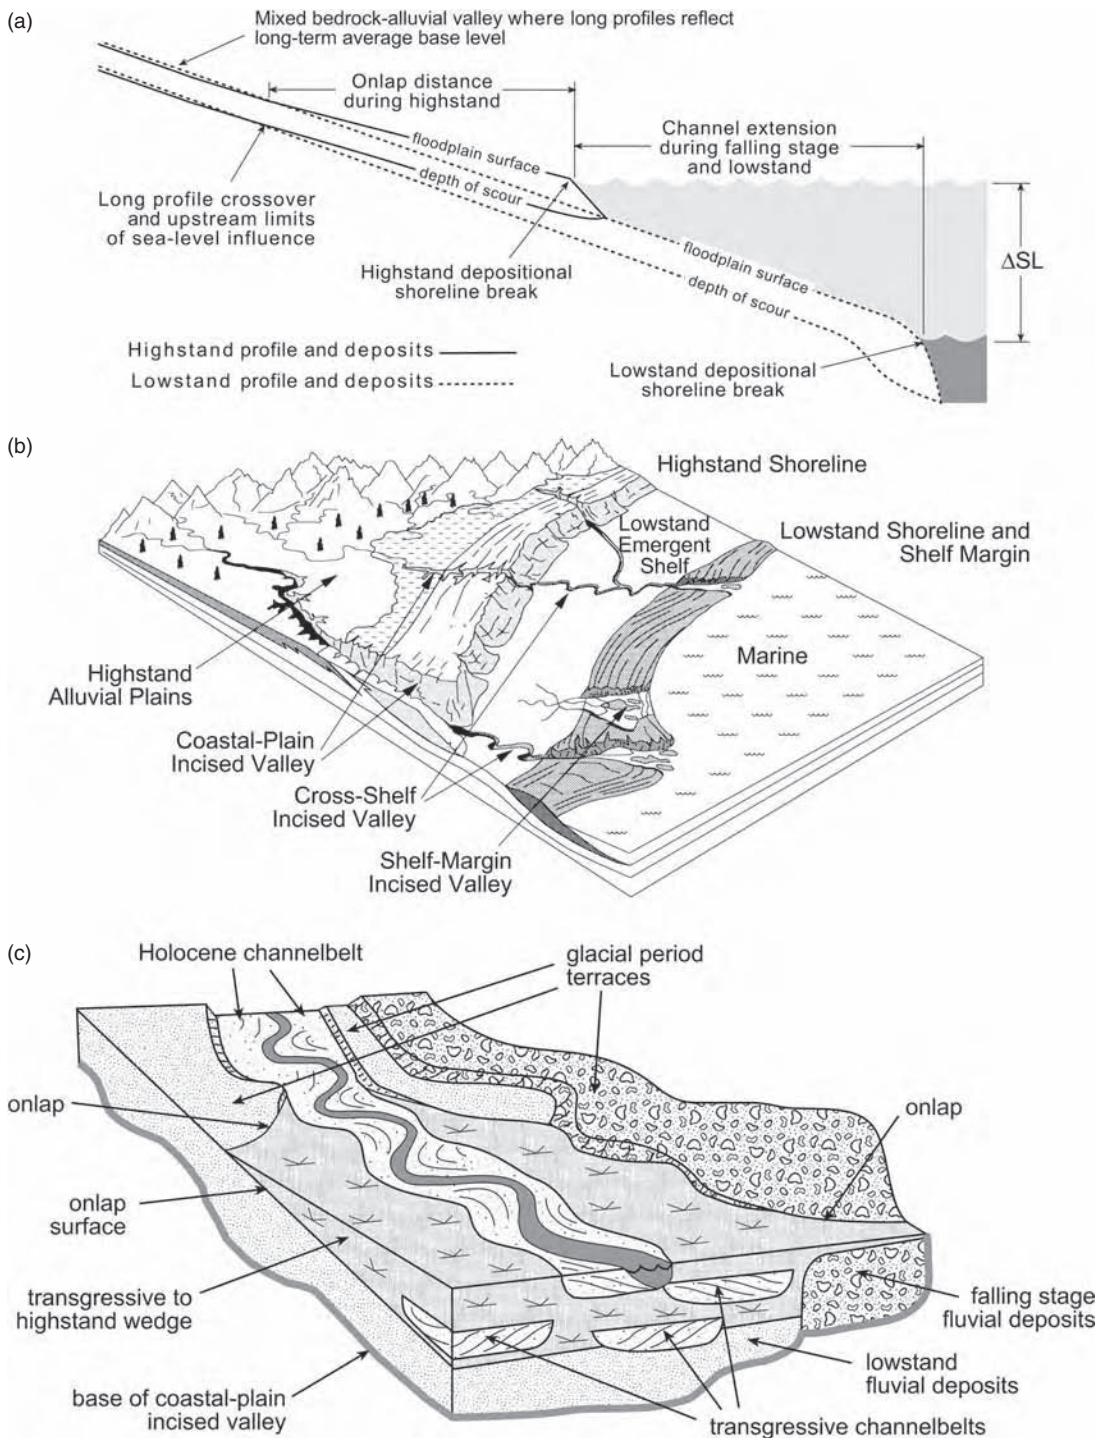 (a)
Mixed bedrock-alluvial valley where long profiles reflect
long-term average base level
Onlap distance
during highstand
Channel extension
during falling stage
and lowstand
floodplain surface
depth of scour
Long profile crossover
and upstream limits
of sea-level influence
Highstand depositional
shoreline break
floodplain surface
depth of scour
ΔSL
Highstand profile and deposits
Lowstand profile and deposits
Lowstand depositional
shoreline break
(b)
Highstand Shoreline
Lowstand
Emergent
Shelf
Lowstand Shoreline and
Shelf Margin
Marine
Highstand
Alluvial Plains
Coastal-Plain
Incised Valley
Cross-Shelf
Incised Valley
Shelf-Margin
Incised Valley
(c)
Holocene channelbelt
glacial period
terraces
onlap
onlap
onlap
surface
transgressive to
highstand wedge
falling stage
fluvial deposits
base of coastal-plain
incised valley
lowstand
fluvial deposits
transgressive channelbelts